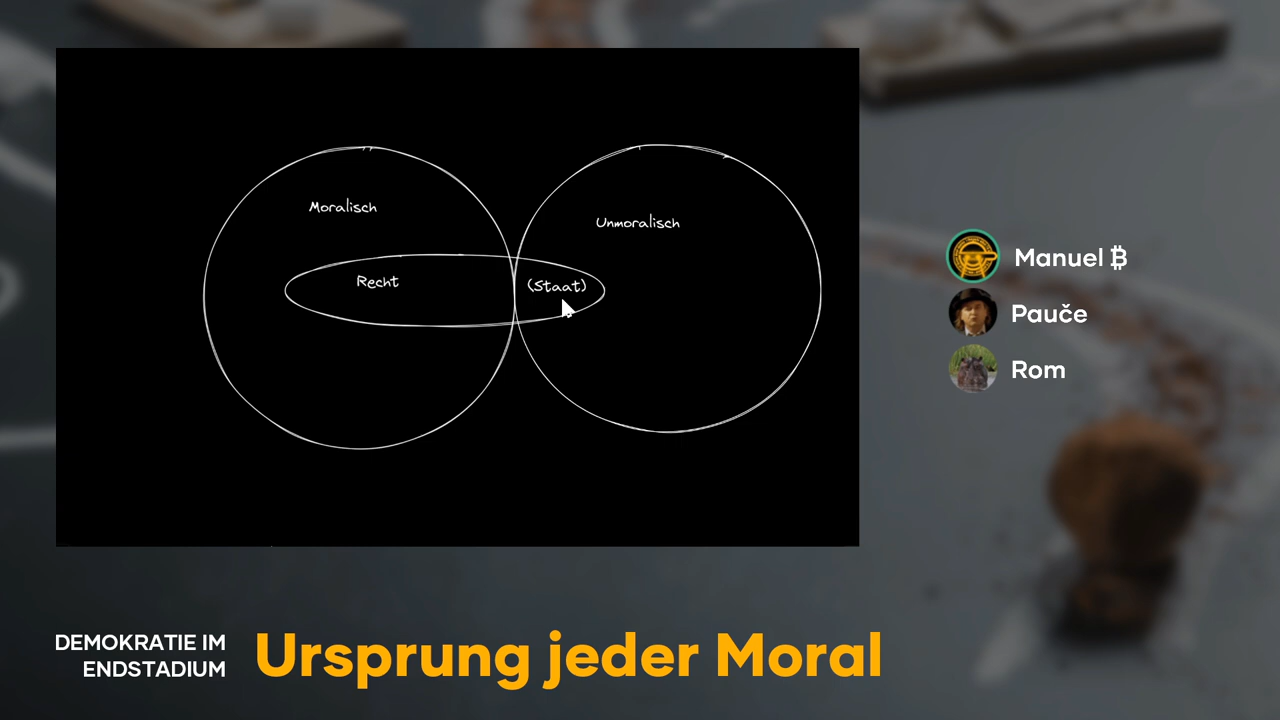 Moralisch
Unmoralisch
Recht
(Staat)
Manuel ₿
Pauče
Rom
DEMOKRATIE IM
ENDSTADIUM
Ursprung jeder Moral